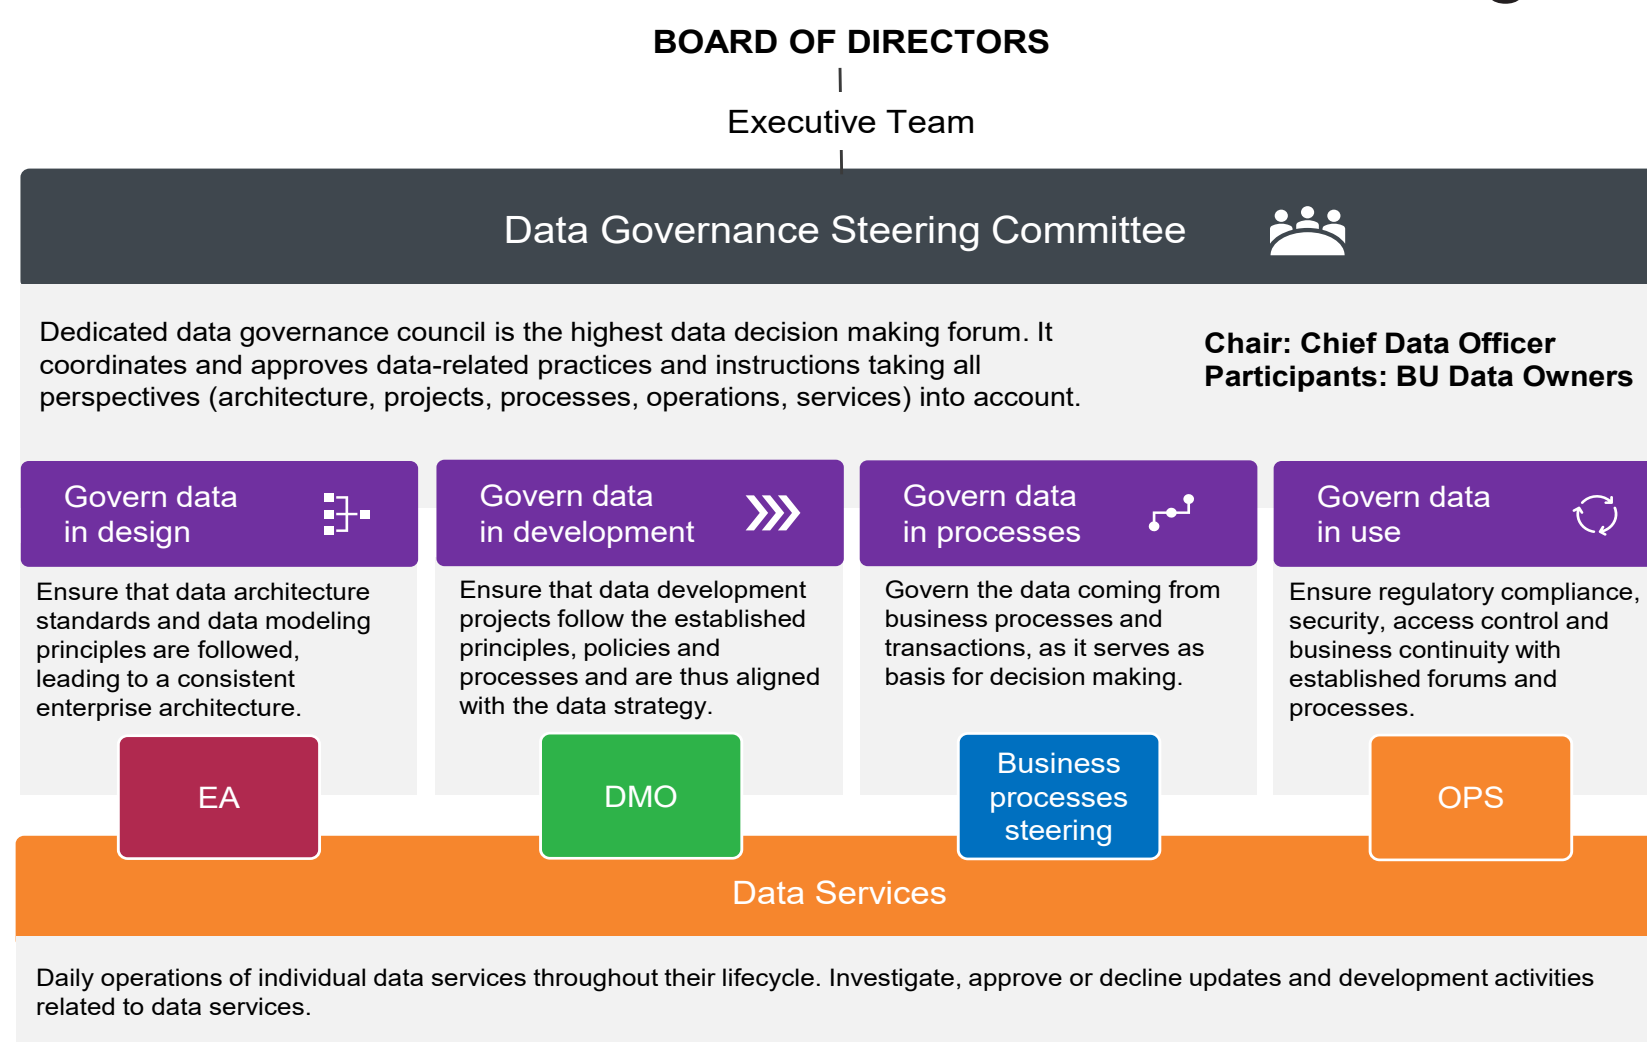 BOARD OF DIRECTORS
Executive Team
Data Governance Steering Committee
Dedicated data governance council is the highest data decision making forum. It
coordinates and approves data-related practices and instructions taking all
perspectives (architecture, projects, processes, operations, services) into account.
Chair: Chief Data Officer
Participants: BU Data Owners
Govern data
in design
Ensure that data architecture
standards and data modeling
principles are followed,
leading to a consistent
enterprise architecture.
EA
Govern data
in development
Ensure that data development
projects follow the established
principles, policies and
processes and are thus aligned
with the data strategy.
DMO
Govern data
in processes
Govern the data coming from
business processes and
transactions, as it serves as
basis for decision making.
Business
processes
steering
Govern data
in use
Ensure regulatory compliance,
security, access control and
business continuity with
established forums and
processes.
OPS
Data Services
Daily operations of individual data services throughout their lifecycle. Investigate, approve or decline updates and development activities
related to data services.